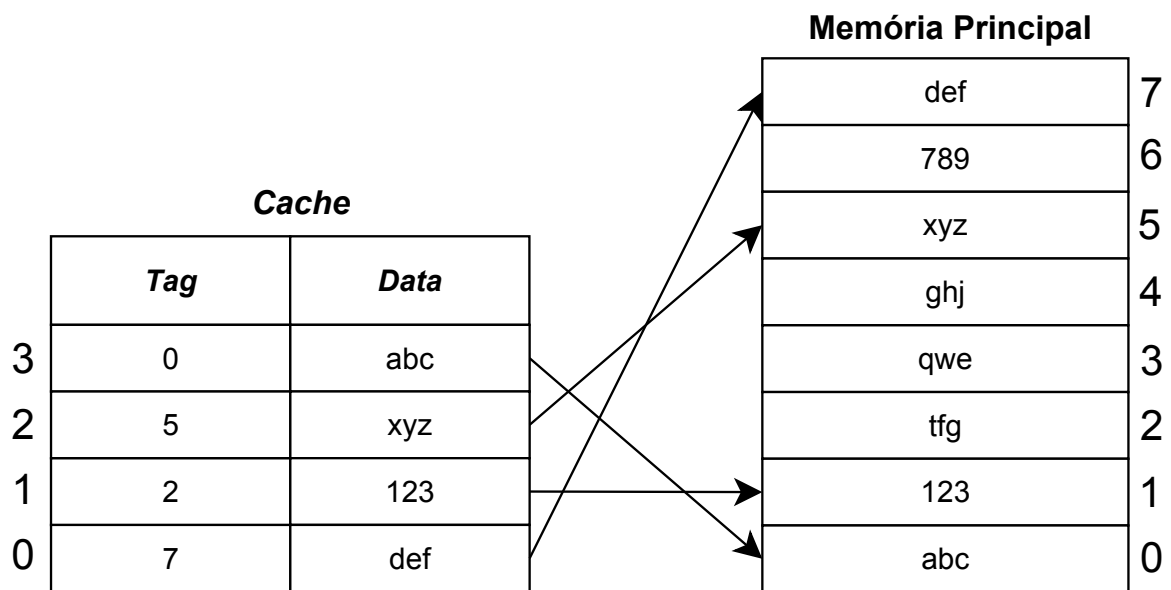 Memória Principal
def 7
789 6
Cache
xyz 5
Tag Data
ghj 4
3 0 abc
qwe 3
2 5 xyz
tfg 2
1 2 123
123 1
0 7 def
abc 0